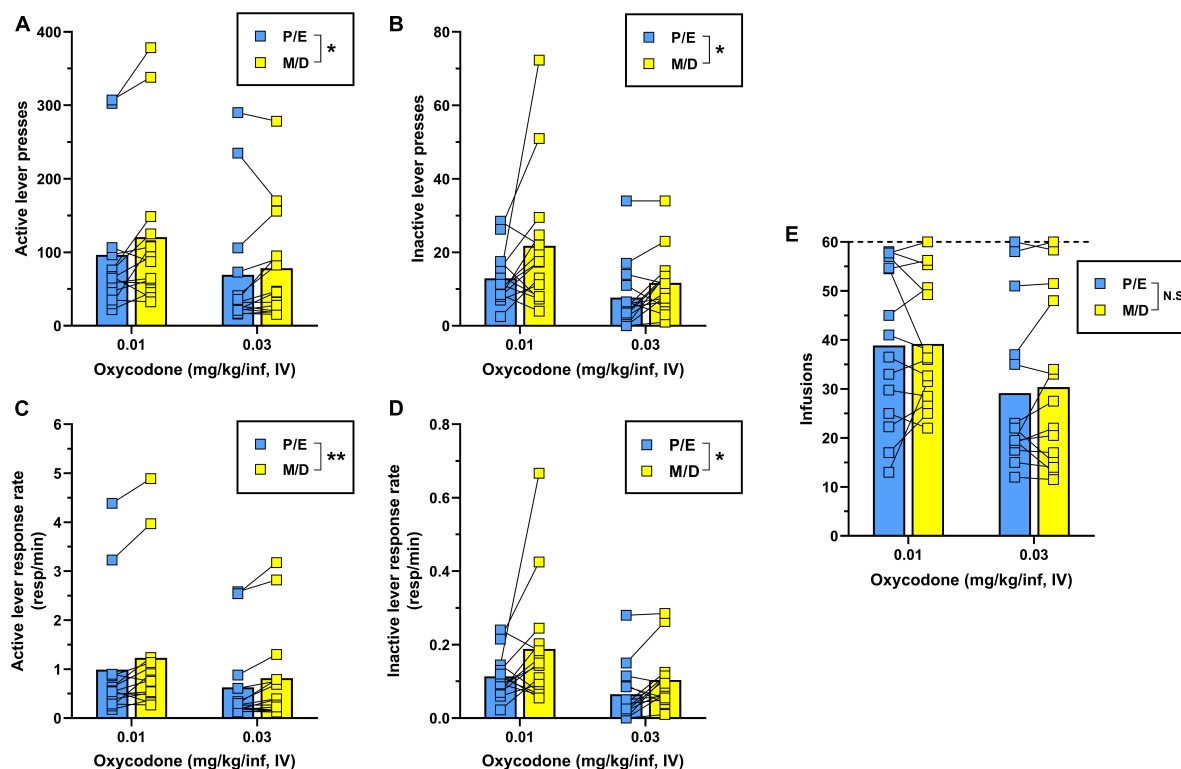 A
Active lever presses
400
300
200
100
0
P/E
M/D
*
0.01
0.03
Oxycodone (mg/kg/inf, IV)
B
Inactive lever presses
80
60
40
20
0
P/E
M/D
*
0.01
0.03
Oxycodone (mg/kg/inf, IV)
C
Active lever response rate
(resp/min)
6
5
4
3
2
1
0
P/E
M/D
**
0.01
0.03
Oxycodone (mg/kg/inf, IV)
D
Inactive lever response rate
(resp/min)
0.8
0.6
0.4
0.2
0.0
P/E
M/D
*
0.01
0.03
Oxycodone (mg/kg/inf, IV)
E
Infusions
60
50
40
30
20
10
0
P/E
M/D
N.S
0.01
0.03
Oxycodone (mg/kg/inf, IV)